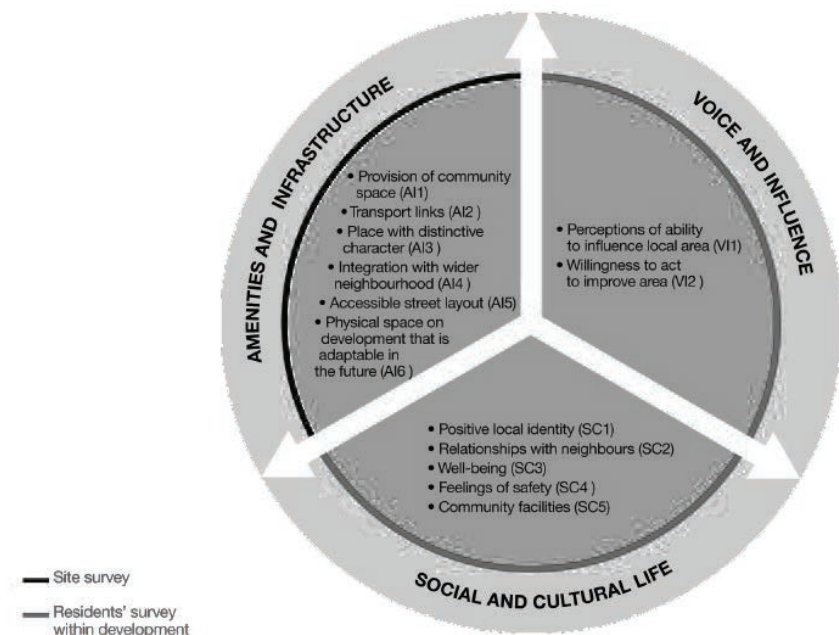 AMENITIES AND INFRASTRUCTURE
VOICE AND INFLUENCE
• Provision of community
space (AI1)
• Transport links (AI2 )
• Place with distinctive
character (AI3 )
• Integration with wider
neighbourhood (AI4 )
• Accessible street layout (AI5)
• Physical space on
development that is
adaptable in
the future (AI6 )
• Perceptions of ability
to influence local area (VI1)
• Willingness to act
to improve area (VI2 )
• Positive local identity (SC1)
• Relationships with neighbours (SC2)
• Well-being (SC3)
• Feelings of safety (SC4 )
• Community facilities (SC5)
SOCIAL AND CULTURAL LIFE
Site survey
Residents' survey
within development